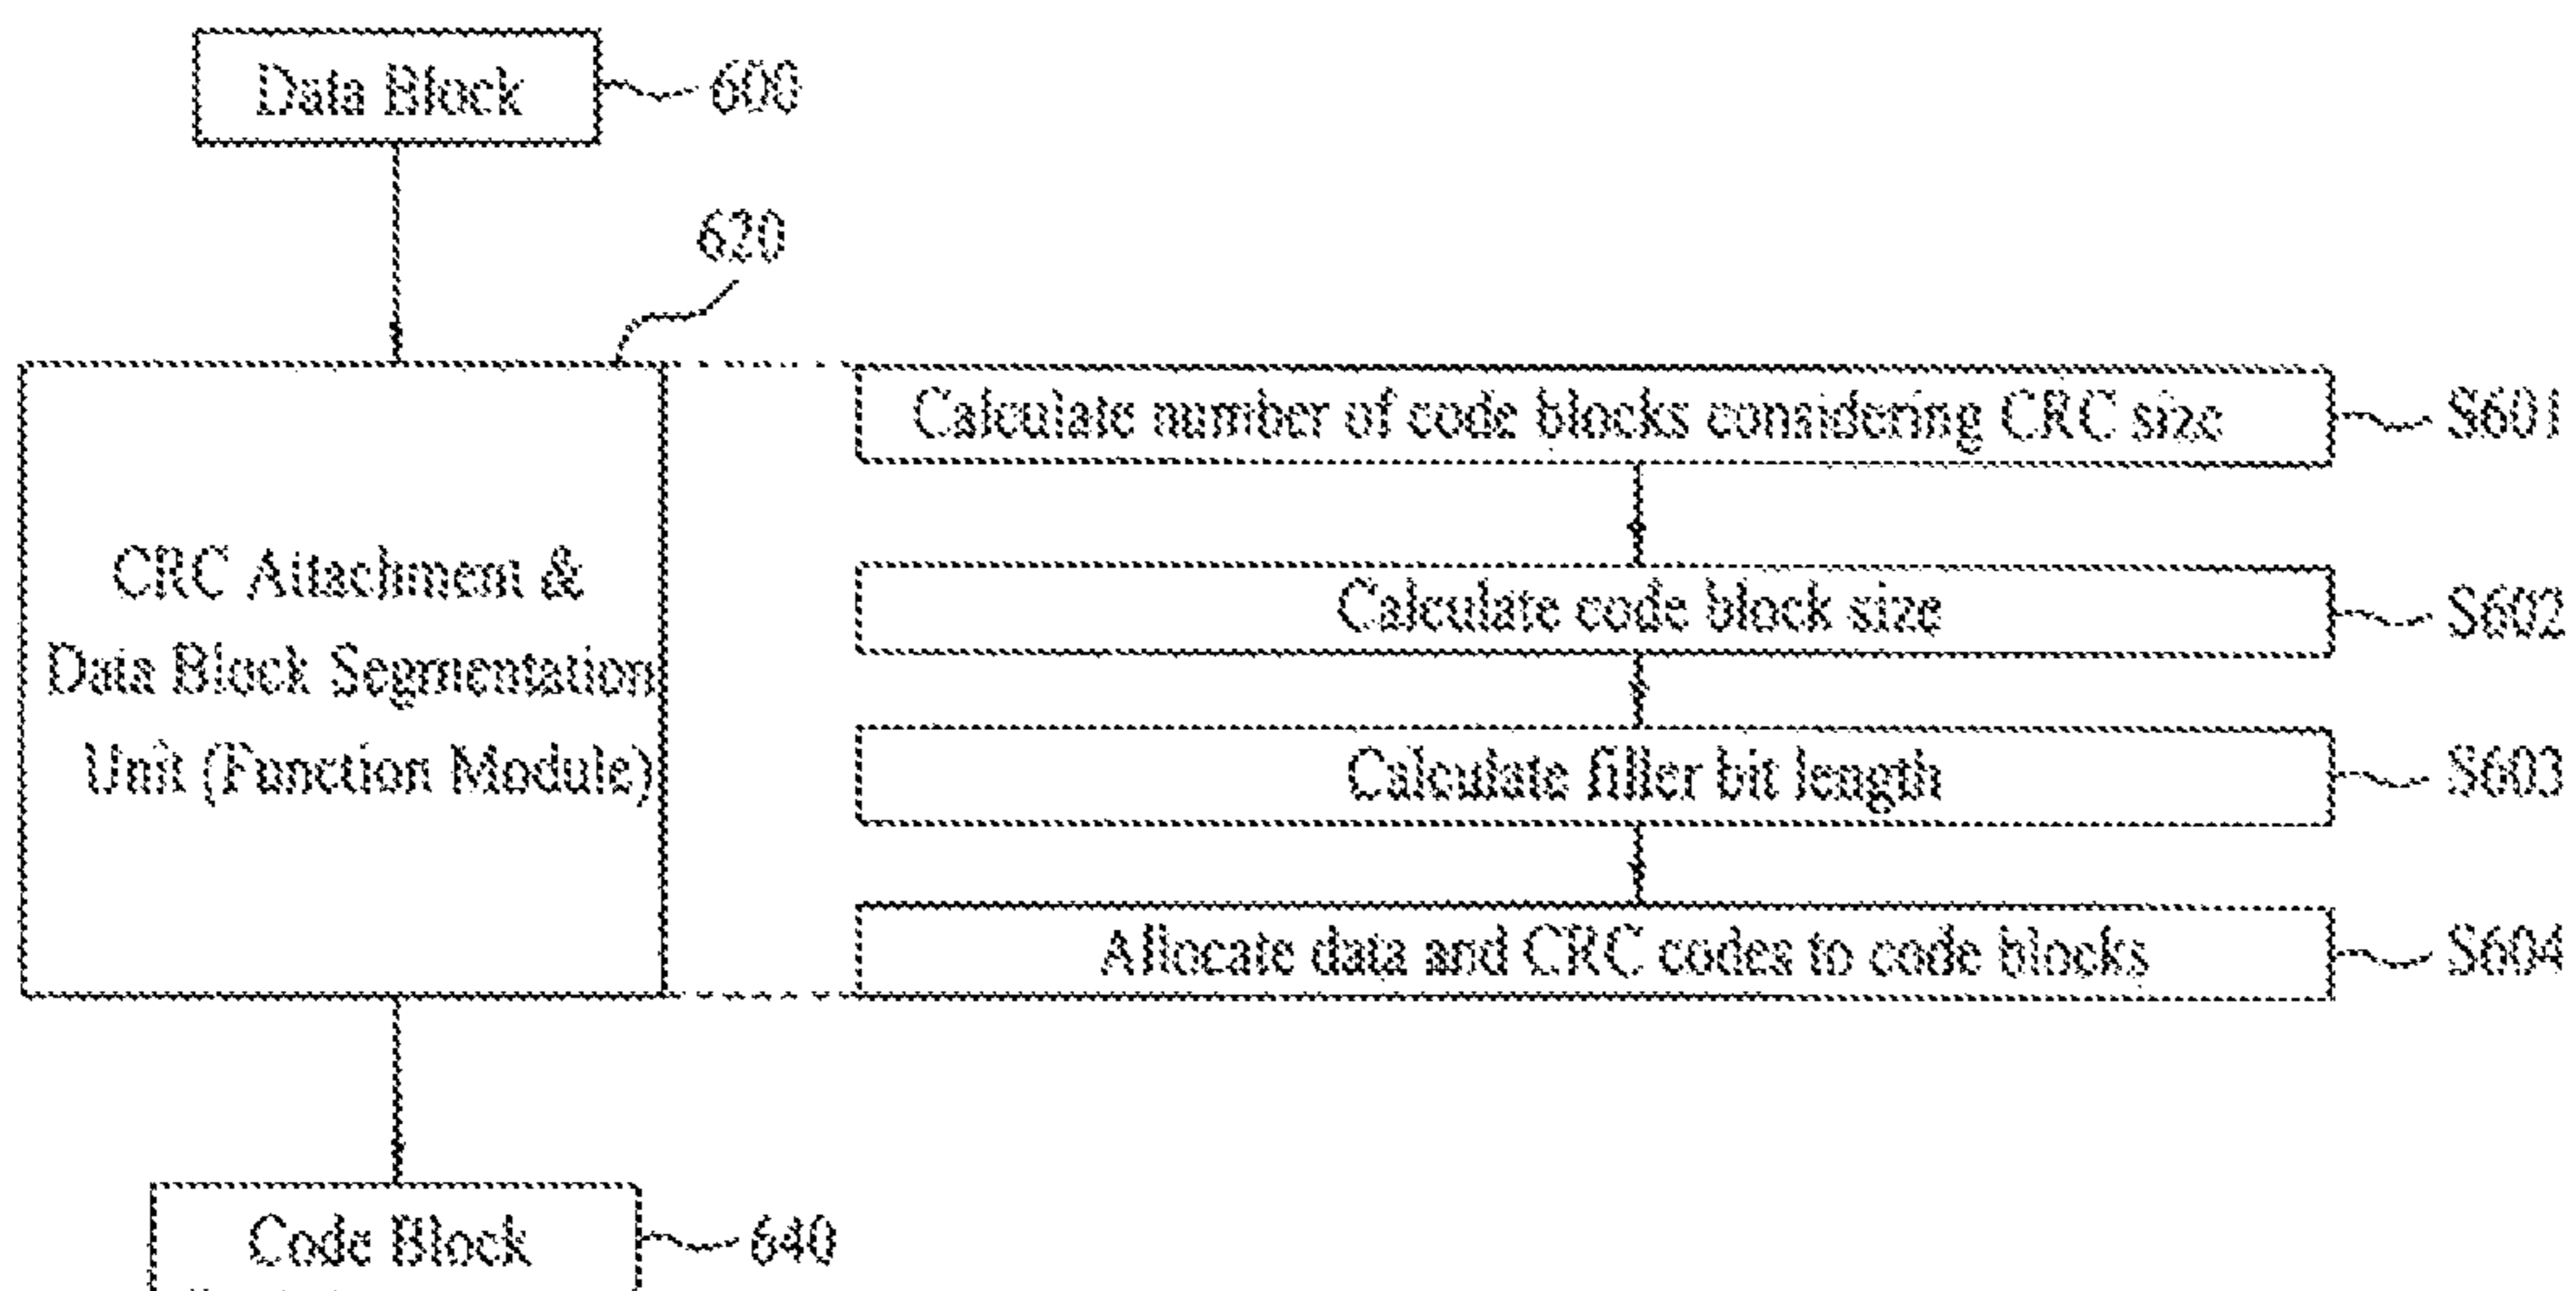 Data Block
600
620
Calculate number of code blocks considering CRC size
S601
CRC Attachment &
Data Block Segmentation
Unit (Function Module)
Calculate code block size
S602
Calculate filler bit length
S603
Allocate data and CRC codes to code blocks
S604
Code Block
640